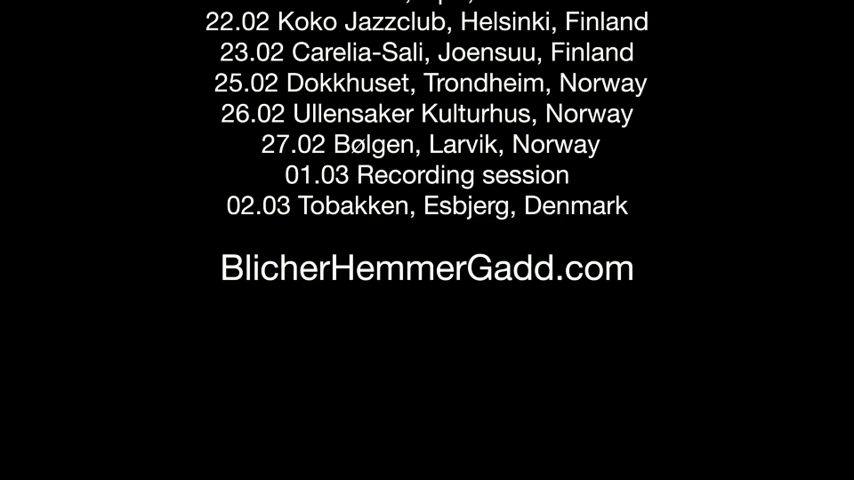 22.02 Koko Jazzclub, Helsinki, Finland
23.02 Carelia-Sali, Joensuu, Finland
25.02 Dokkhuset, Trondheim, Norway
26.02 Ullensaker Kulturhus, Norway
27.02 Bølgen, Larvik, Norway
01.03 Recording session
02.03 Tobakken, Esbjerg, Denmark
BlicherHemmerGadd.com